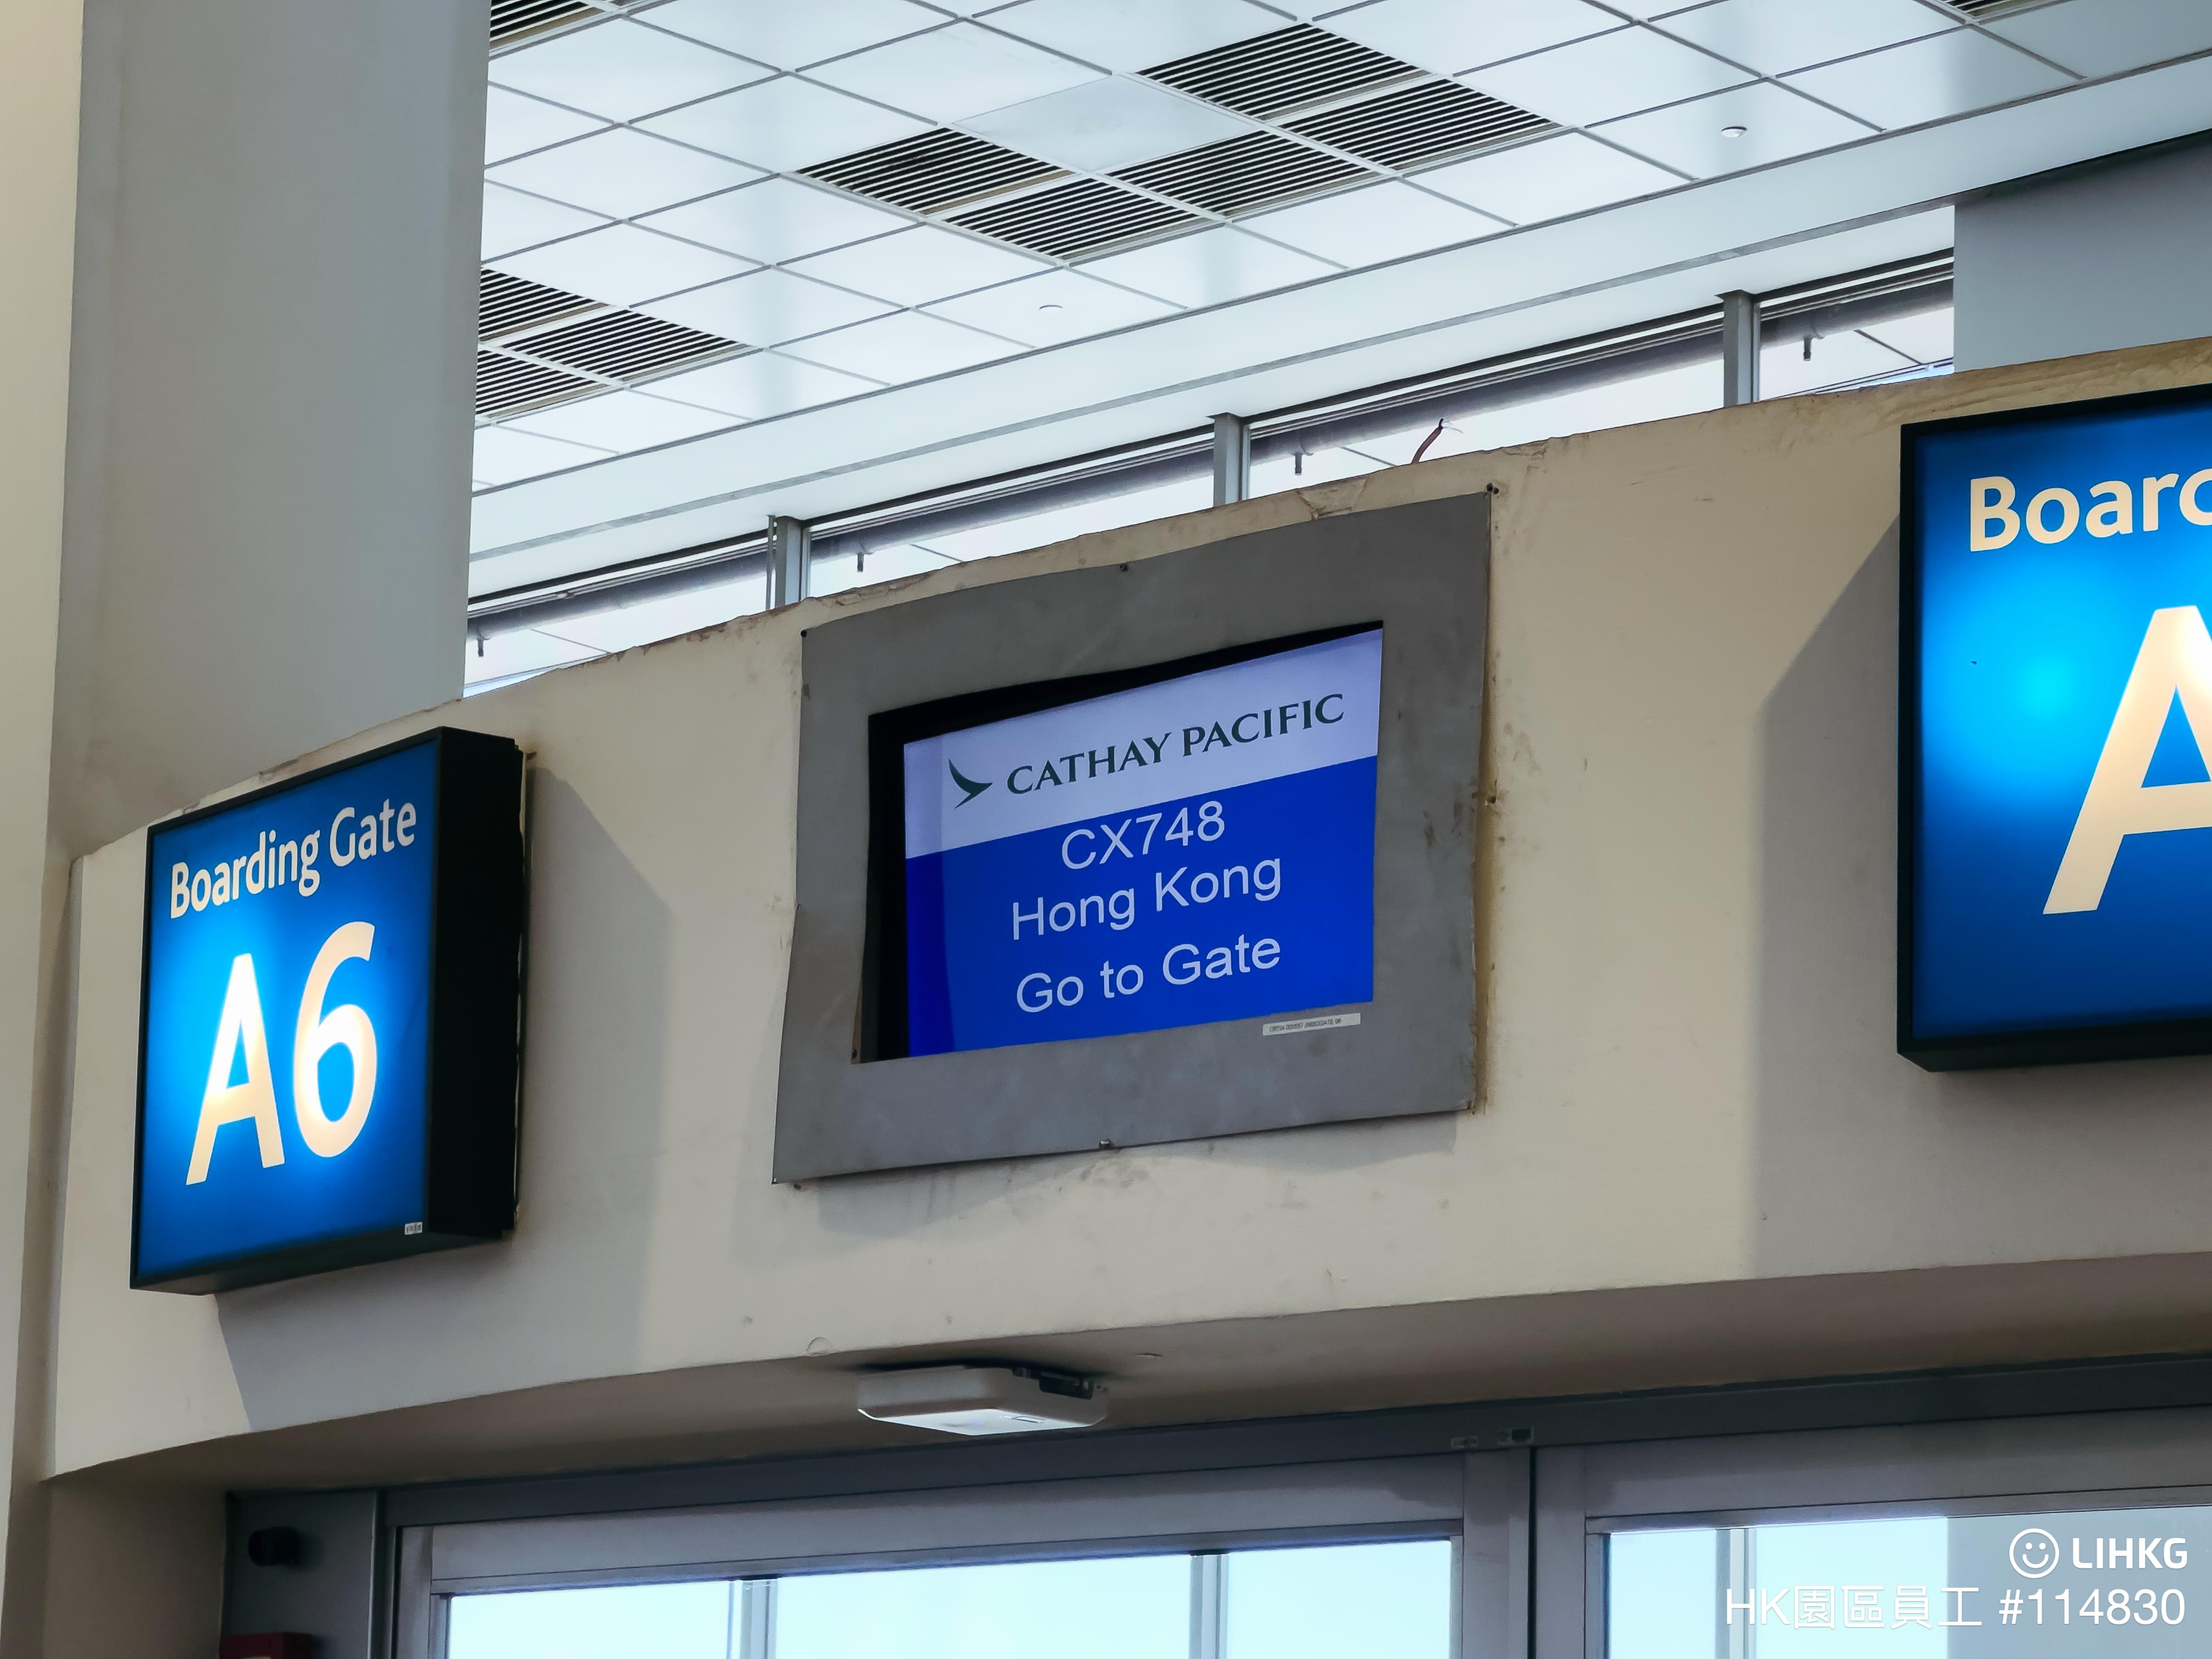 Boarding Gate
A6
CATHAY PACIFIC
CX748
Hong Kong
Go to Gate
Boar
A
LIHKG
HK園區員工 #114830